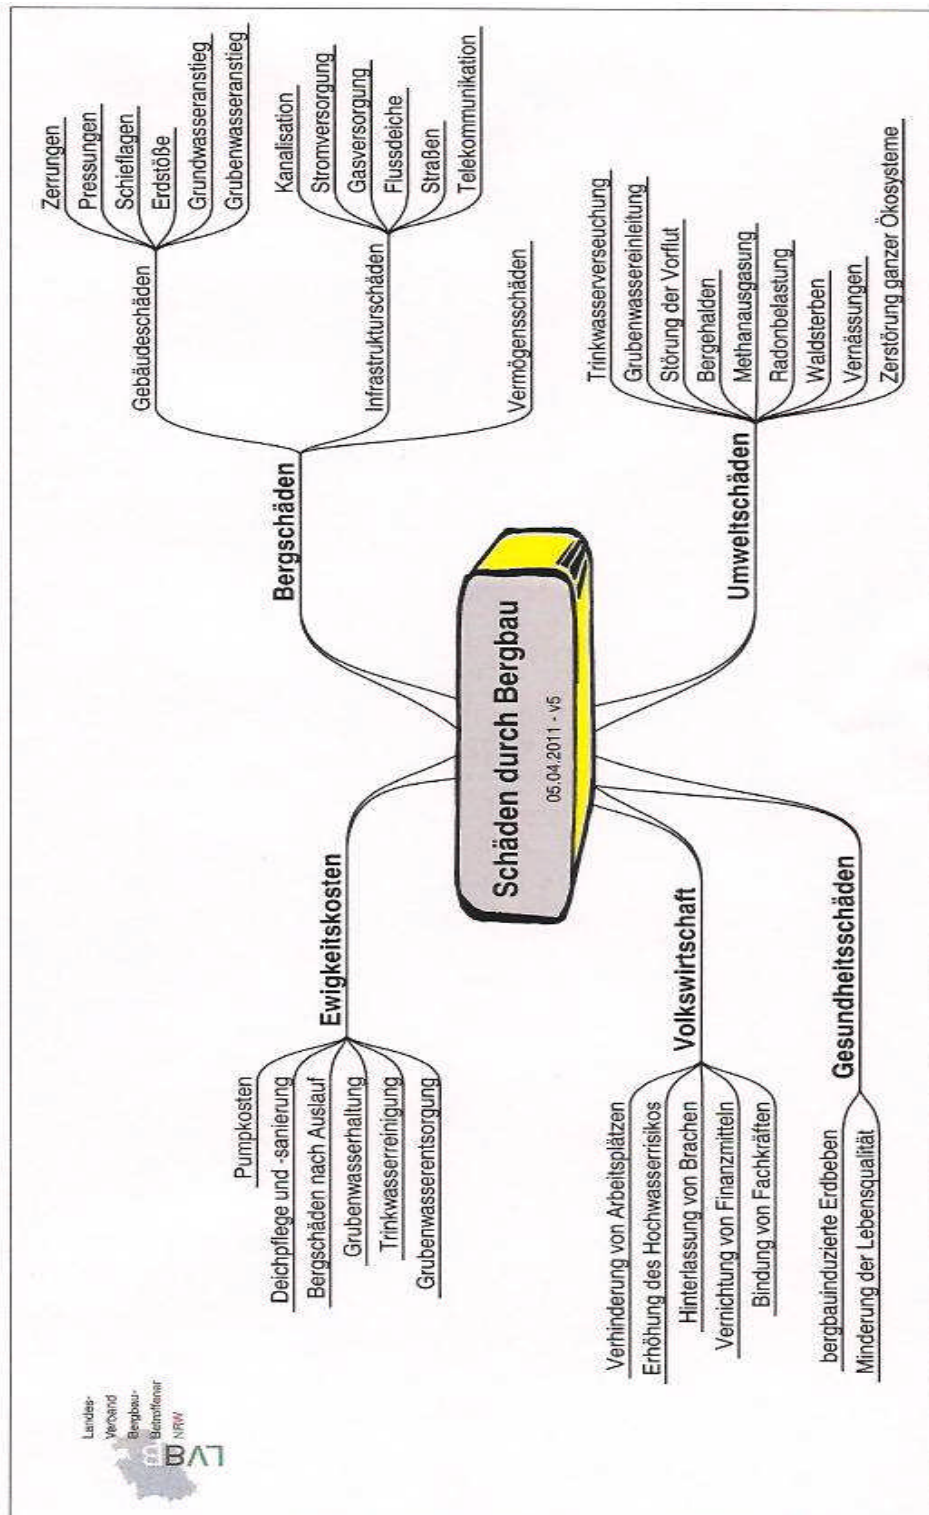 Landes-
Verband
Bergbau-
Betroffener
NRW
LVBB
Schäden durch Bergbau
05.04.2011 - v5
Bergschäden
Gebäudeschäden
Zerrungen
Pressungen
Schieflagen
Erdstöße
Grundwasseranstieg
Grubenwasseranstieg
Infrastrukturschäden
Kanalisation
Stromversorgung
Gasversorgung
Flussdeiche
Straßen
Telekommunikation
Vermögensschäden
Umweltschäden
Trinkwasserverseuchung
Grubenwassereinleitung
Störung der Vorflut
Bergehalden
Methanausgasung
Radonbelastung
Waldsterben
Vernässungen
Zerstörung ganzer Ökosysteme
Ewigkeitskosten
Pumpkosten
Deichpflege und -sanierung
Bergschäden nach Auslauf
Grubenwasserhaltung
Trinkwasserreinigung
Grubenwasserentsorgung
Volkswirtschaft
Verhinderung von Arbeitsplätzen
Erhöhung des Hochwasserrisikos
Hinterlassung von Brachen
Vernichtung von Finanzmitteln
Bindung von Fachkräften
Gesundheitsschäden
bergbauinduzierte Erdbeben
Minderung der Lebensqualität